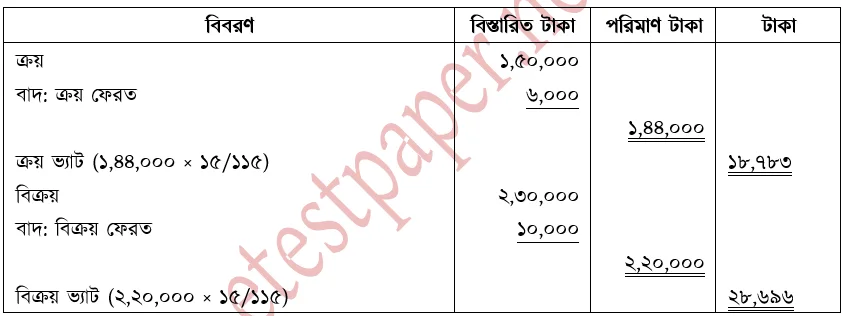 বিবরণ বিস্তারিত টাকা পরিমাণ টাকা টাকা
ক্রয় ১,৫০,০০০
বাদ: ক্রয় ফেরত ৬,০০০
১,৪৪,০০০
ক্রয় ভ্যাট (১,৪৪,০০০ × ১৫/১১৫) ১৮,৭৮৩
বিক্রয় ২,৩০,০০০
বাদ: বিক্রয় ফেরত ১০,০০০
২,২০,০০০
বিক্রয় ভ্যাট (২,২০,০০০ × ১৫/১১৫) ২৮,৬৯৬
etestpaper.ne